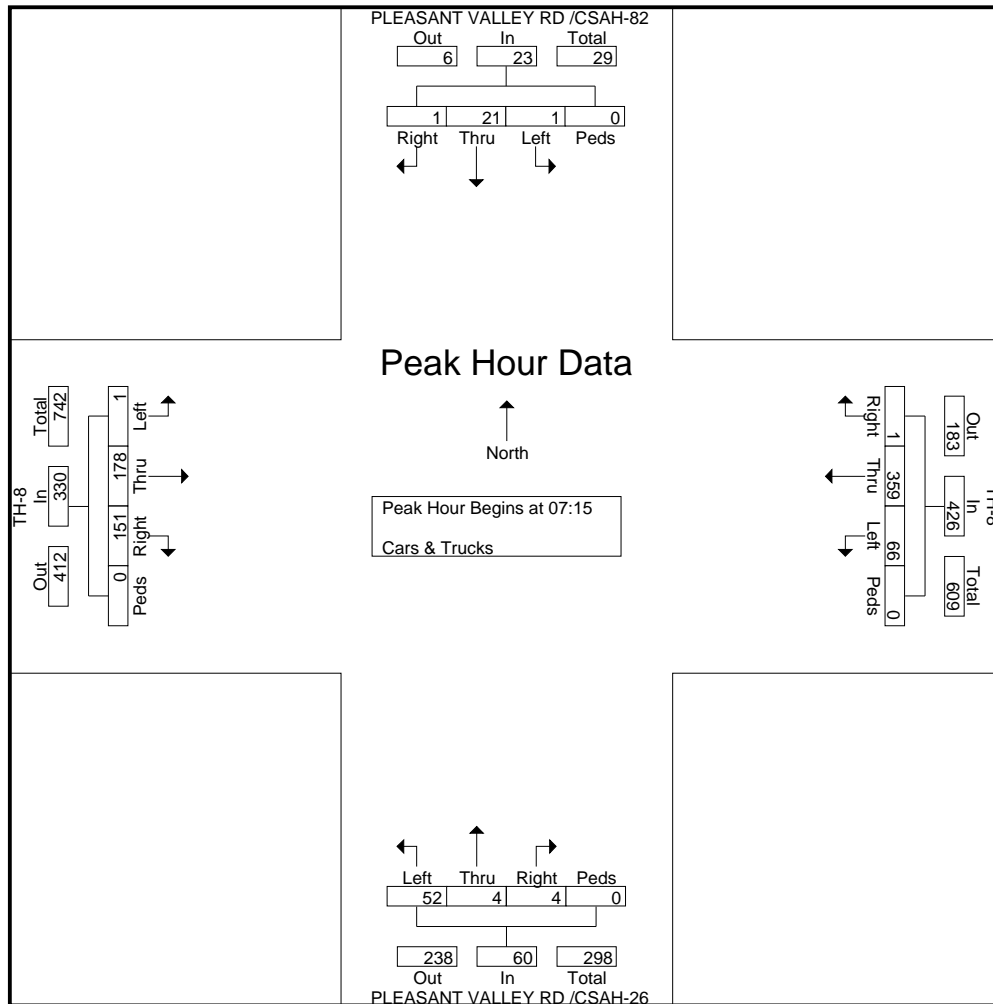 PLEASANT VALLEY RD /CSAH-82
Out In Total
6 23 29
1 21 1 0
Right Thru Left Peds
Peak Hour Data
North
Peak Hour Begins at 07:15
Cars & Trucks
TH-8
Total In Out
742 330 412
1 178 151 0
Left Thru Right Peds
TH-8
Out In Total
183 426 609
1 359 66 0
Right Thru Left Peds
Left Thru Right Peds
52 4 4 0
238 60 298
Out In Total
PLEASANT VALLEY RD /CSAH-26